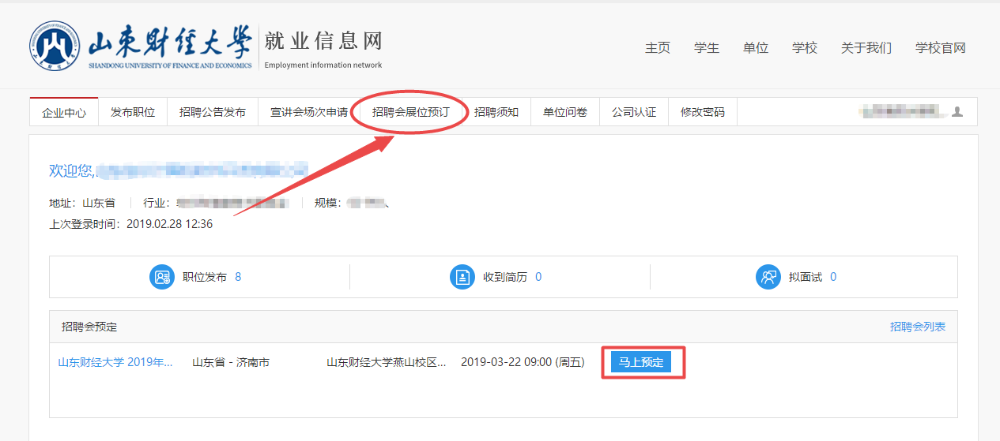 山东财经大学
SHANDONG UNIVERSITY OF FINANCE AND ECONOMICS
就业信息网
Employment information network
主页 学生 单位 学校 关于我们 学校官网
企业中心 发布职位 招聘公告发布 宣讲会场次申请 招聘会展位预订 招聘须知 单位问卷 公司认证 修改密码
欢迎您,
地址：山东省 行业： 规模：
上次登录时间：2019.02.28 12:36
职位发布 8 收到简历 0 拟面试 0
招聘会预定 招聘会列表
山东财经大学 2019年... 山东省 - 济南市 山东财经大学燕山校区... 2019-03-22 09:00 (周五) 马上预定